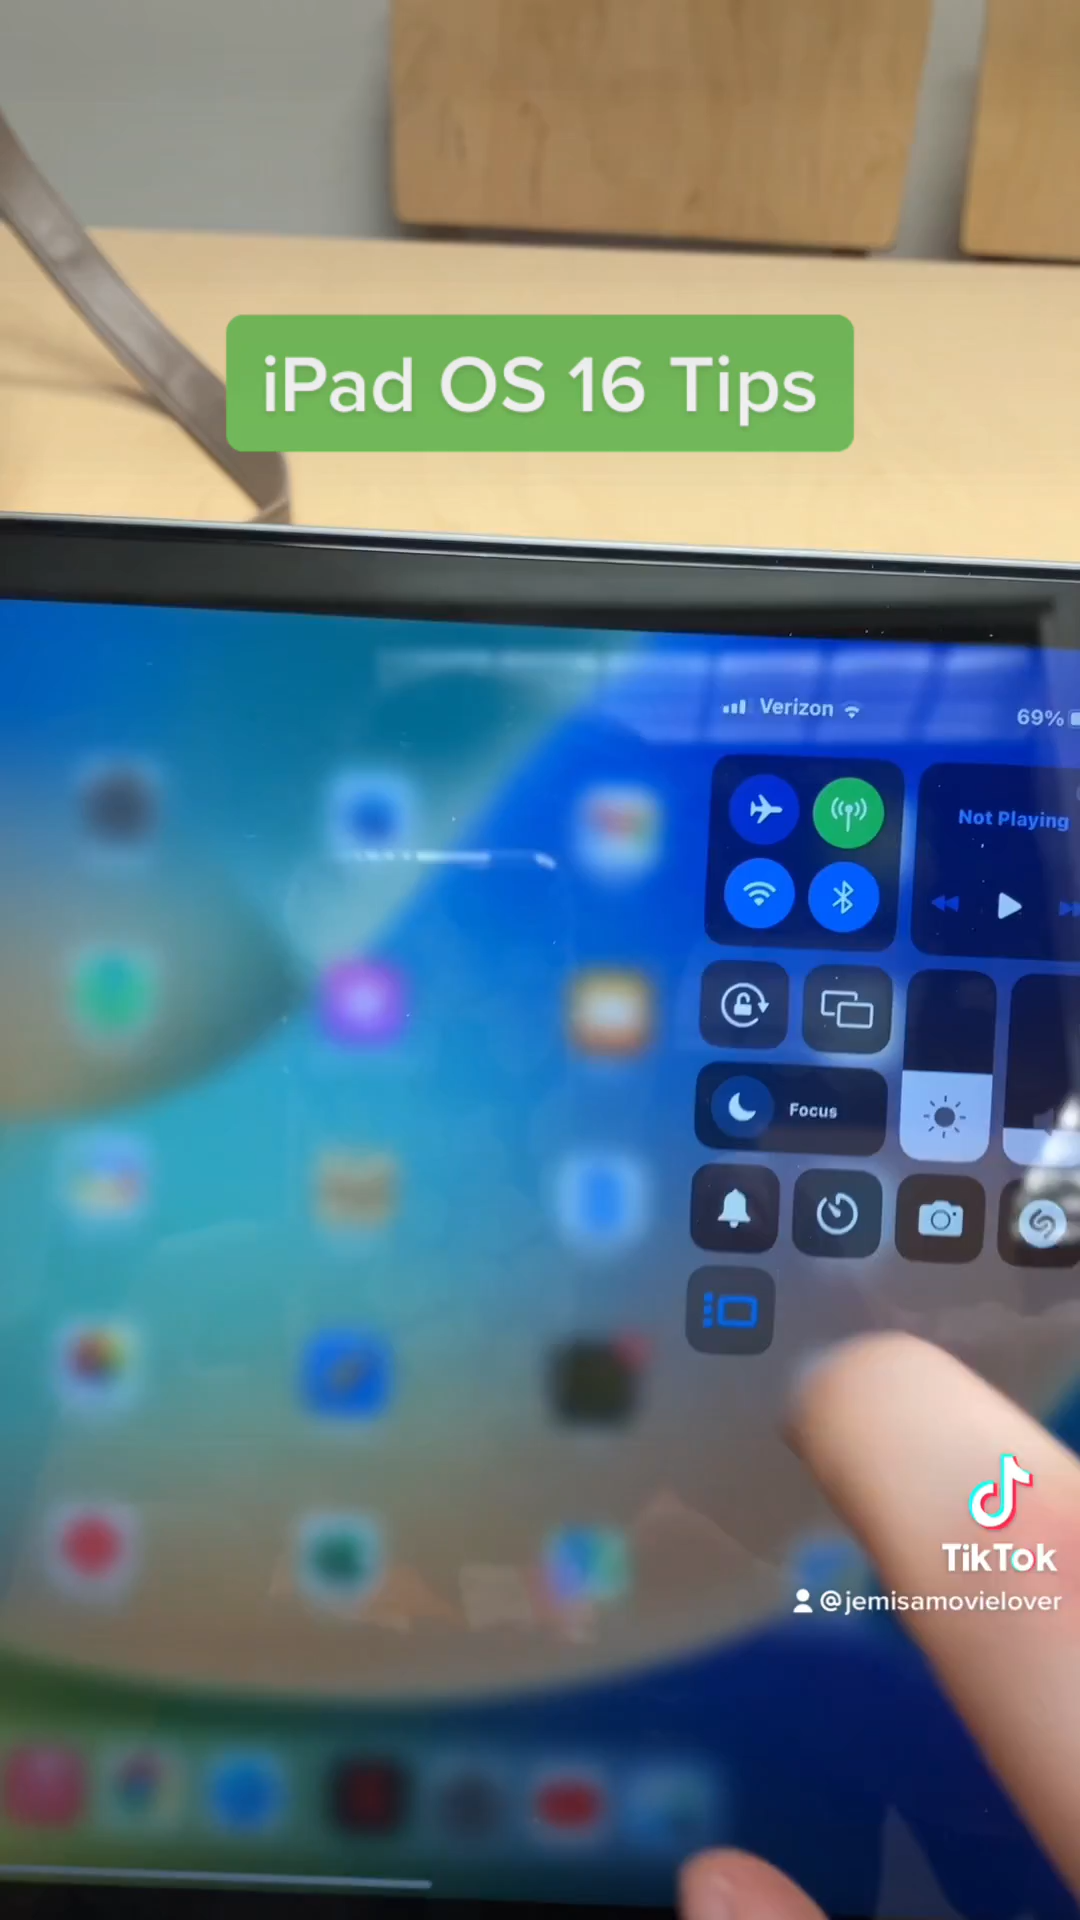 iPad OS 16 Tips
Verizon
69%
Not Playing
Focus
TikTok
@jemisamovielover